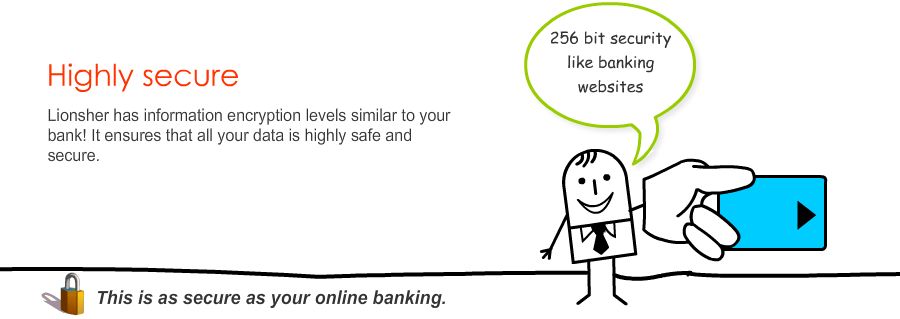 Highly secure
Lionsher has information encryption levels similar to your
bank! It ensures that all your data is highly safe and
secure.
256 bit security
like banking
websites
This is as secure as your online banking.